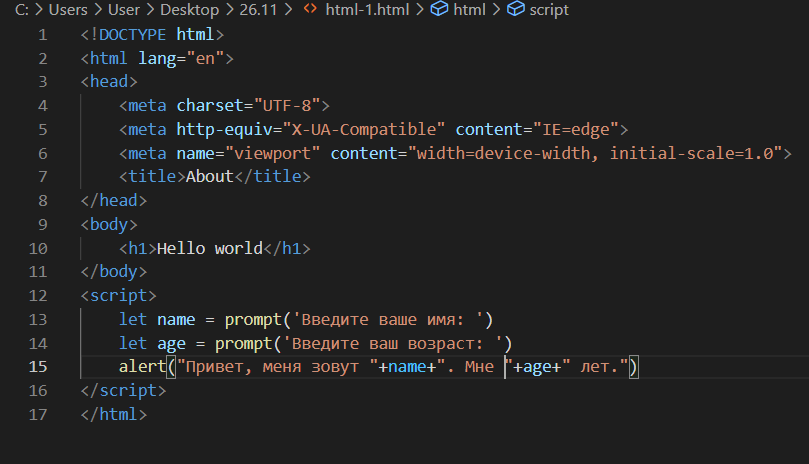 C: > Users > User > Desktop > 26.11 > <> html-1.html > html > script
1 <!DOCTYPE html>
2 <html lang="en">
3 <head>
4 <meta charset="UTF-8">
5 <meta http-equiv="X-UA-Compatible" content="IE=edge">
6 <meta name="viewport" content="width=device-width, initial-scale=1.0">
7 <title>About</title>
8 </head>
9 <body>
10 <h1>Hello world</h1>
11 </body>
12 <script>
13 let name = prompt('Введите ваше имя: ')
14 let age = prompt('Введите ваш возраст: ')
15 alert("Привет, меня зовут "+name+". Мне "+age+" лет.")
16 </script>
17 </html>